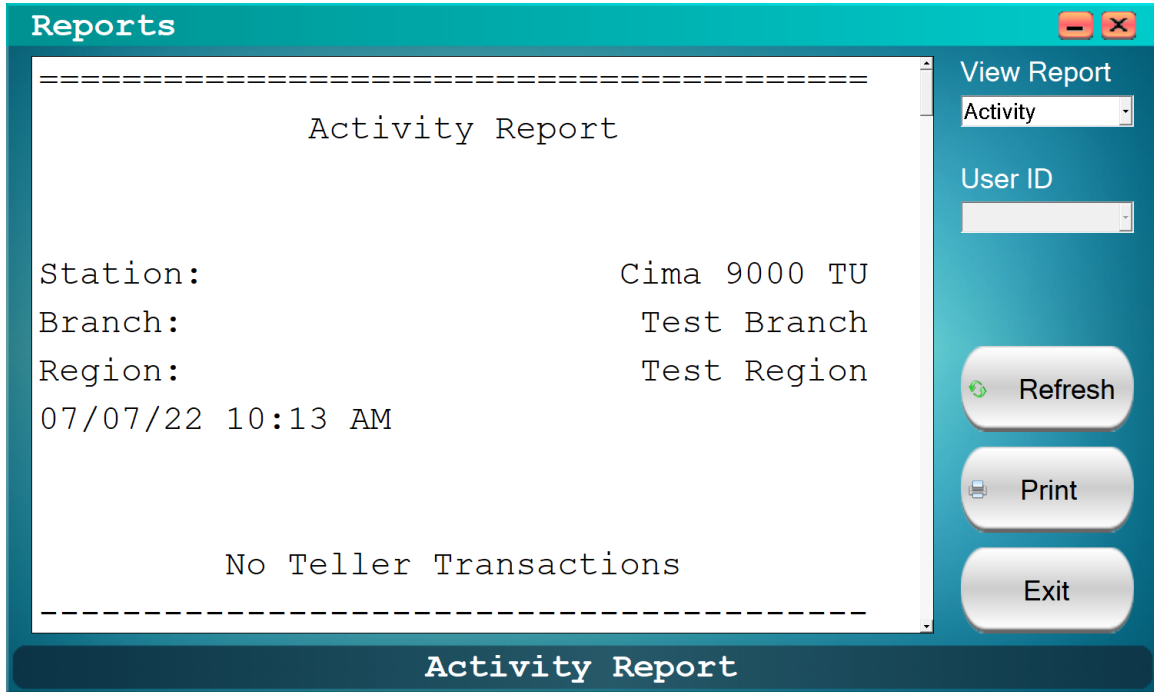 Reports
========================================
Activity Report
Station: Cima 9000 TU
Branch: Test Branch
Region: Test Region
07/07/22 10:13 AM
No Teller Transactions
----------------------------------------
View Report
Activity
User ID
Refresh
Print
Exit
Activity Report